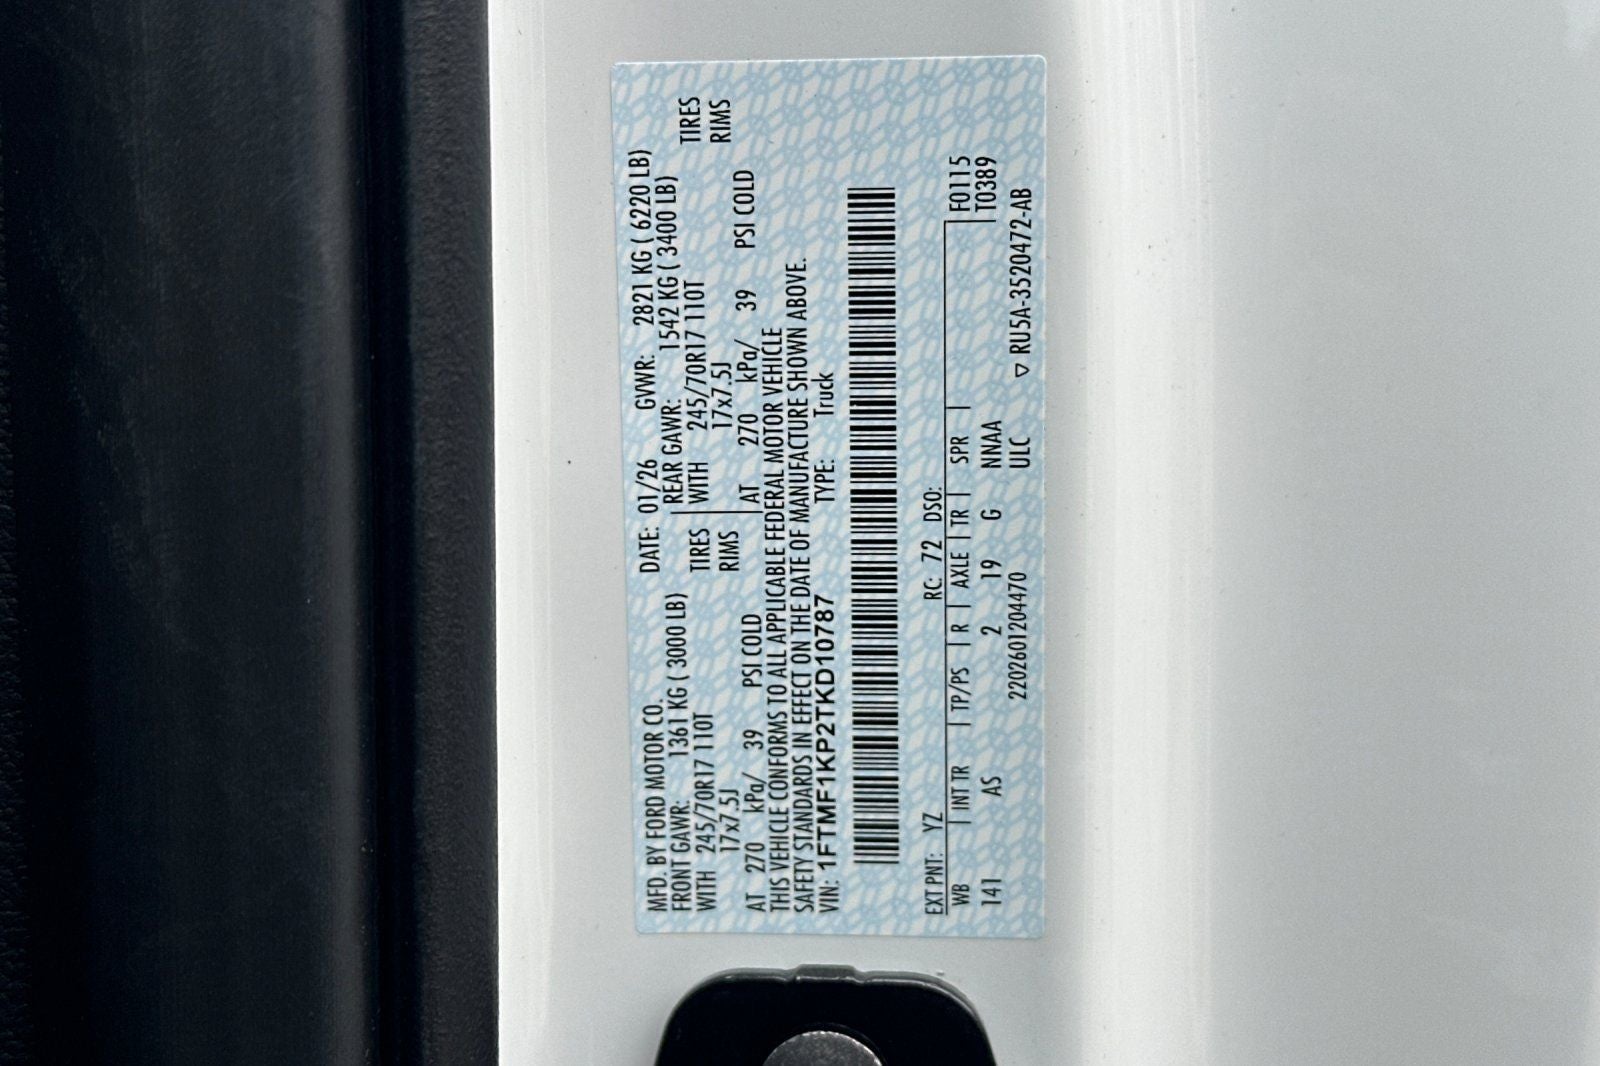 MFD. BY FORD MOTOR CO. DATE: 01/26 GVWR: 2821 KG ( 6220 LB)
FRONT GAWR: 1361 KG ( 3000 LB) REAR GAWR: 1542 KG ( 3400 LB)
WITH 245/70R17 110T TIRES WITH 245/70R17 110T TIRES
17x7.5J RIMS 17x7.5J RIMS
AT 270 kPa/ 39 PSI COLD AT 270 kPa/ 39 PSI COLD
THIS VEHICLE CONFORMS TO ALL APPLICABLE FEDERAL MOTOR VEHICLE
SAFETY STANDARDS IN EFFECT ON THE DATE OF MANUFACTURE SHOWN ABOVE.
VIN: 1FTMF1KP2TKD10787 TYPE: Truck
EXT PNT: YZ RC: 72 DSO:
WB | INT TR | TP/PS | R | AXLE | TR | SPR | F0115
141 AS 2 19 G NNAA T0389
2202601204470 ULC ▽ RU5A-3520472-AB